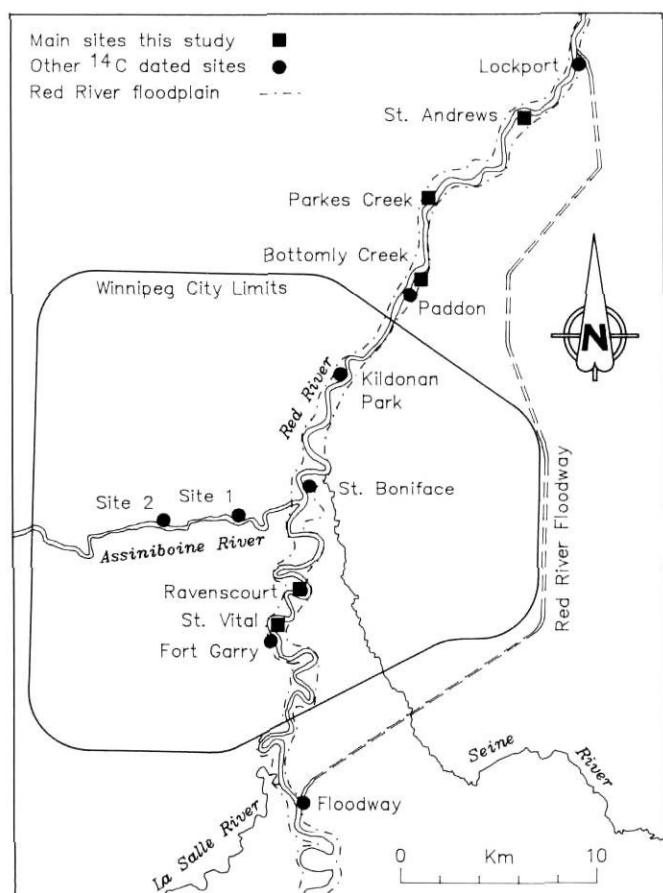 Main sites this study
Other ¹⁴C dated sites
Red River floodplain
Lockport
St. Andrews
Parkes Creek
Bottomly Creek
Winnipeg City Limits
Paddon
N
Red River
Kildonan
Park
Site 2
Site 1
St. Boniface
Assiniboine River
Red River Floodway
Ravenscourt
St. Vital
Fort Garry
Seine
River
Floodway
La Salle River
0 Km 10